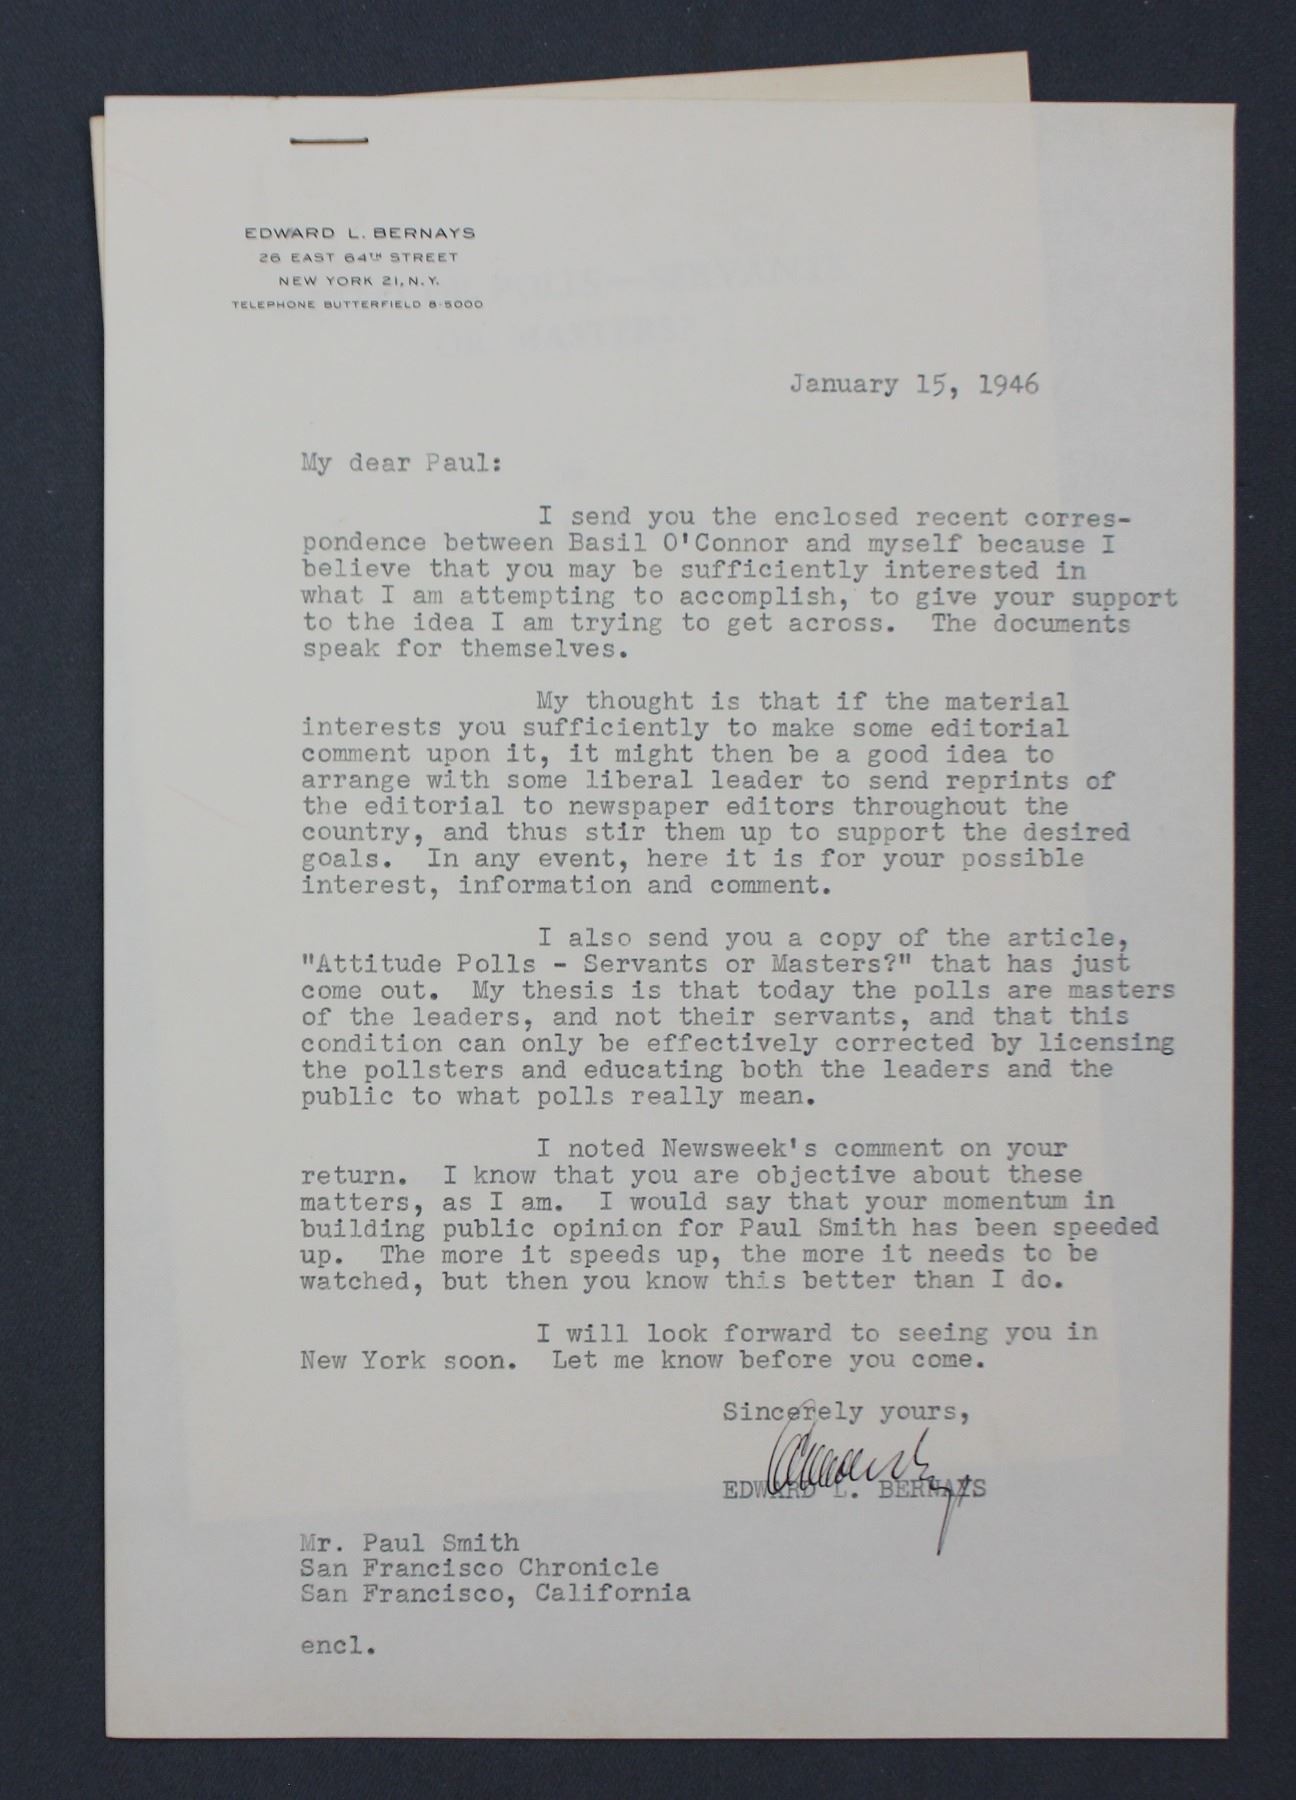 EDWARD L. BERNAYS
26 EAST 64TH STREET
NEW YORK 21, N.Y.
TELEPHONE BUTTERFIELD 8-5000
January 15, 1946
My dear Paul:
I send you the enclosed recent corres-
pondence between Basil O'Connor and myself because I
believe that you may be sufficiently interested in
what I am attempting to accomplish, to give your support
to the idea I am trying to get across. The documents
speak for themselves.
My thought is that if the material
interests you sufficiently to make some editorial
comment upon it, it might then be a good idea to
arrange with some liberal leader to send reprints of
the editorial to newspaper editors throughout the
country, and thus stir them up to support the desired
goals. In any event, here it is for your possible
interest, information and comment.
I also send you a copy of the article,
"Attitude Polls - Servants or Masters?" that has just
come out. My thesis is that today the polls are masters
of the leaders, and not their servants, and that this
condition can only be effectively corrected by licensing
the pollsters and educating both the leaders and the
public to what polls really mean.
I noted Newsweek's comment on your
return. I know that you are objective about these
matters, as I am. I would say that your momentum in
building public opinion for Paul Smith has been speeded
up. The more it speeds up, the more it needs to be
watched, but then you know this better than I do.
I will look forward to seeing you in
New York soon. Let me know before you come.
Sincerely yours,
EDWARD L. BERNAYS
Mr. Paul Smith
San Francisco Chronicle
San Francisco, California
encl.